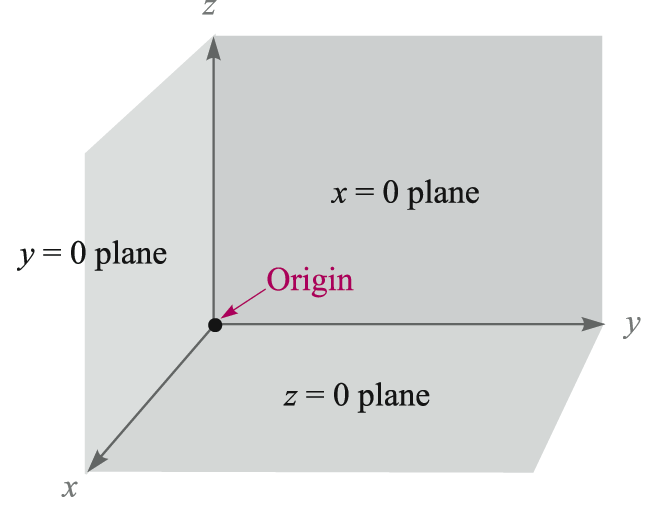 z
x = 0 plane
y = 0 plane
Origin
y
z = 0 plane
x